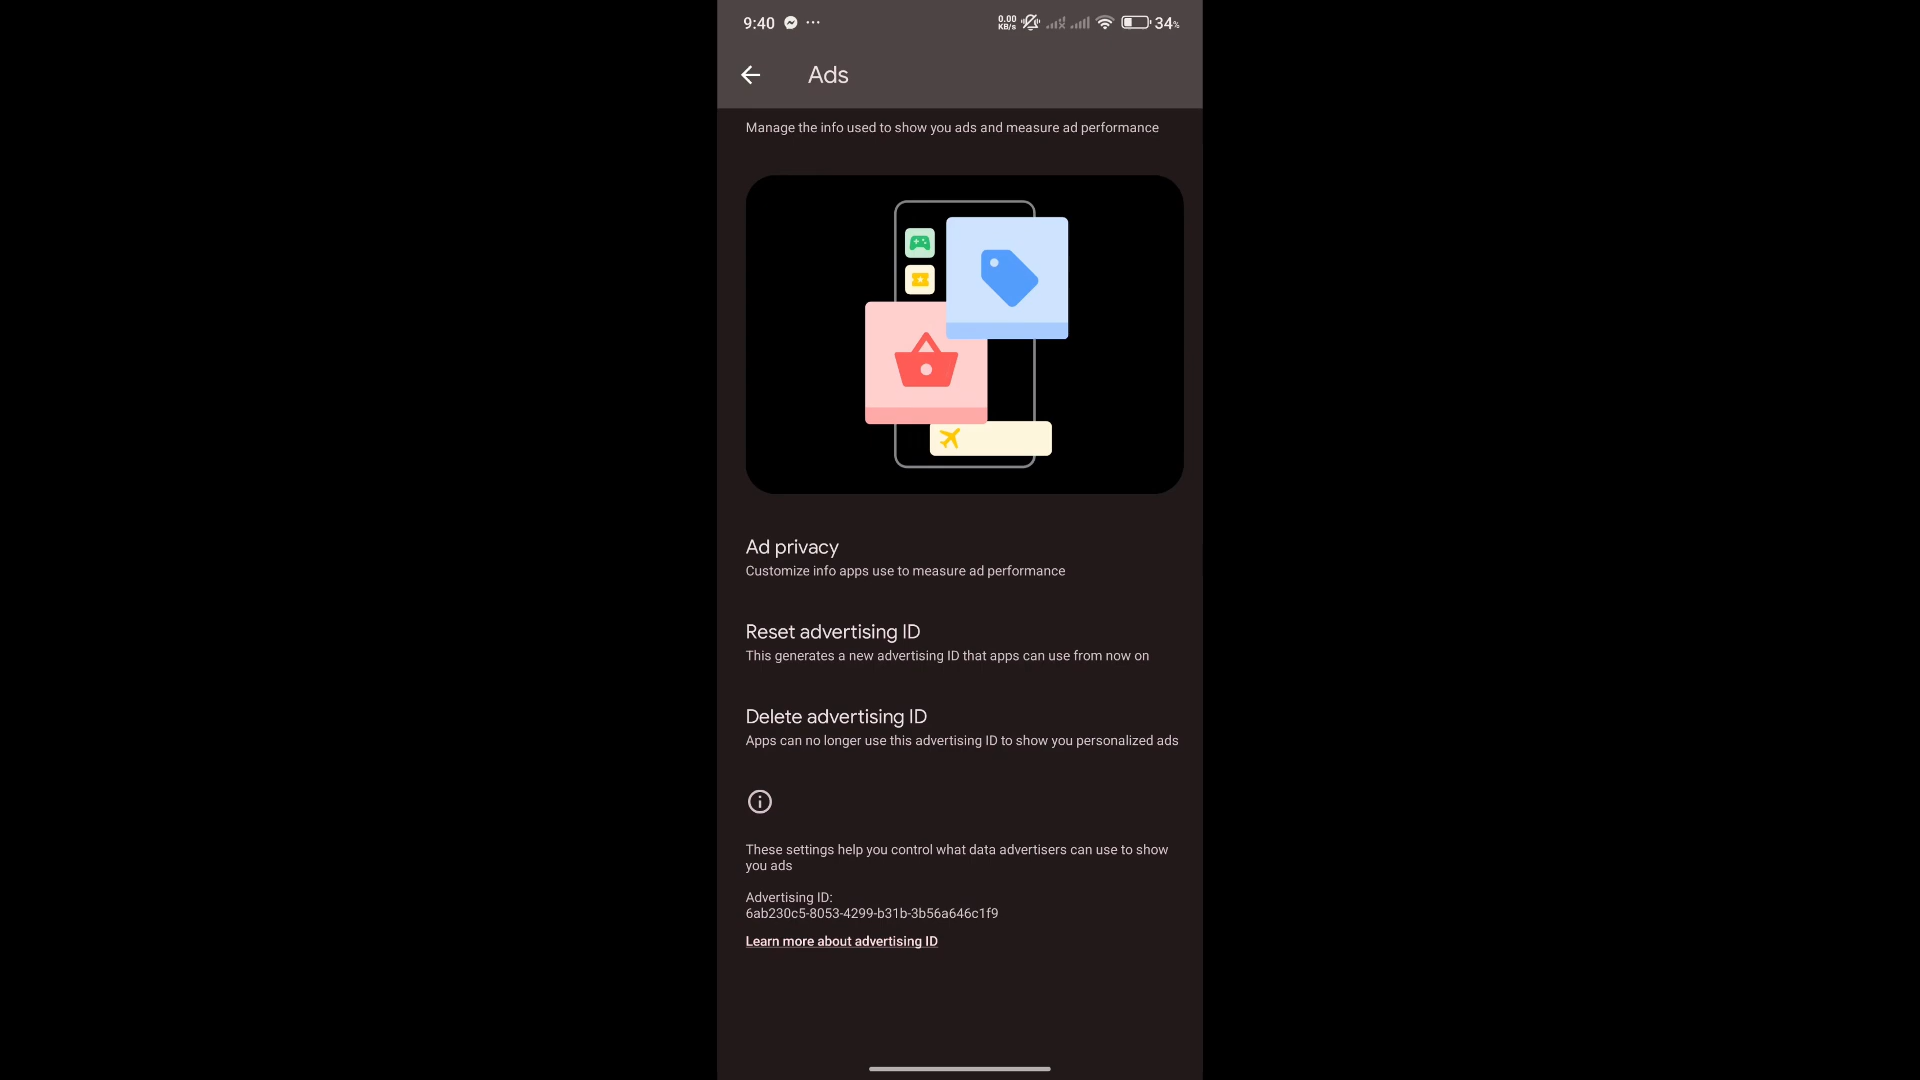 9:40 ... 0.00 KB/s 34%
Ads
Manage the info used to show you ads and measure ad performance
Ad privacy
Customize info apps use to measure ad performance
Reset advertising ID
This generates a new advertising ID that apps can use from now on
Delete advertising ID
Apps can no longer use this advertising ID to show you personalized ads
These settings help you control what data advertisers can use to show
you ads
Advertising ID:
6ab230c5-8053-4299-b31b-3b56a646c1f9
Learn more about advertising ID